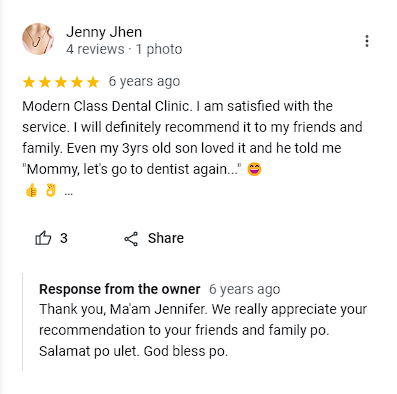 Jenny Jhen
4 reviews · 1 photo
6 years ago
Modern Class Dental Clinic. I am satisfied with the
service. I will definitely recommend it to my friends and
family. Even my 3yrs old son loved it and he told me
"Mommy, let's go to dentist again..." 😄
👍 👌 ...
3 Share
Response from the owner 6 years ago
Thank you, Ma'am Jennifer. We really appreciate your
recommendation to your friends and family po.
Salamat po ulet. God bless po.